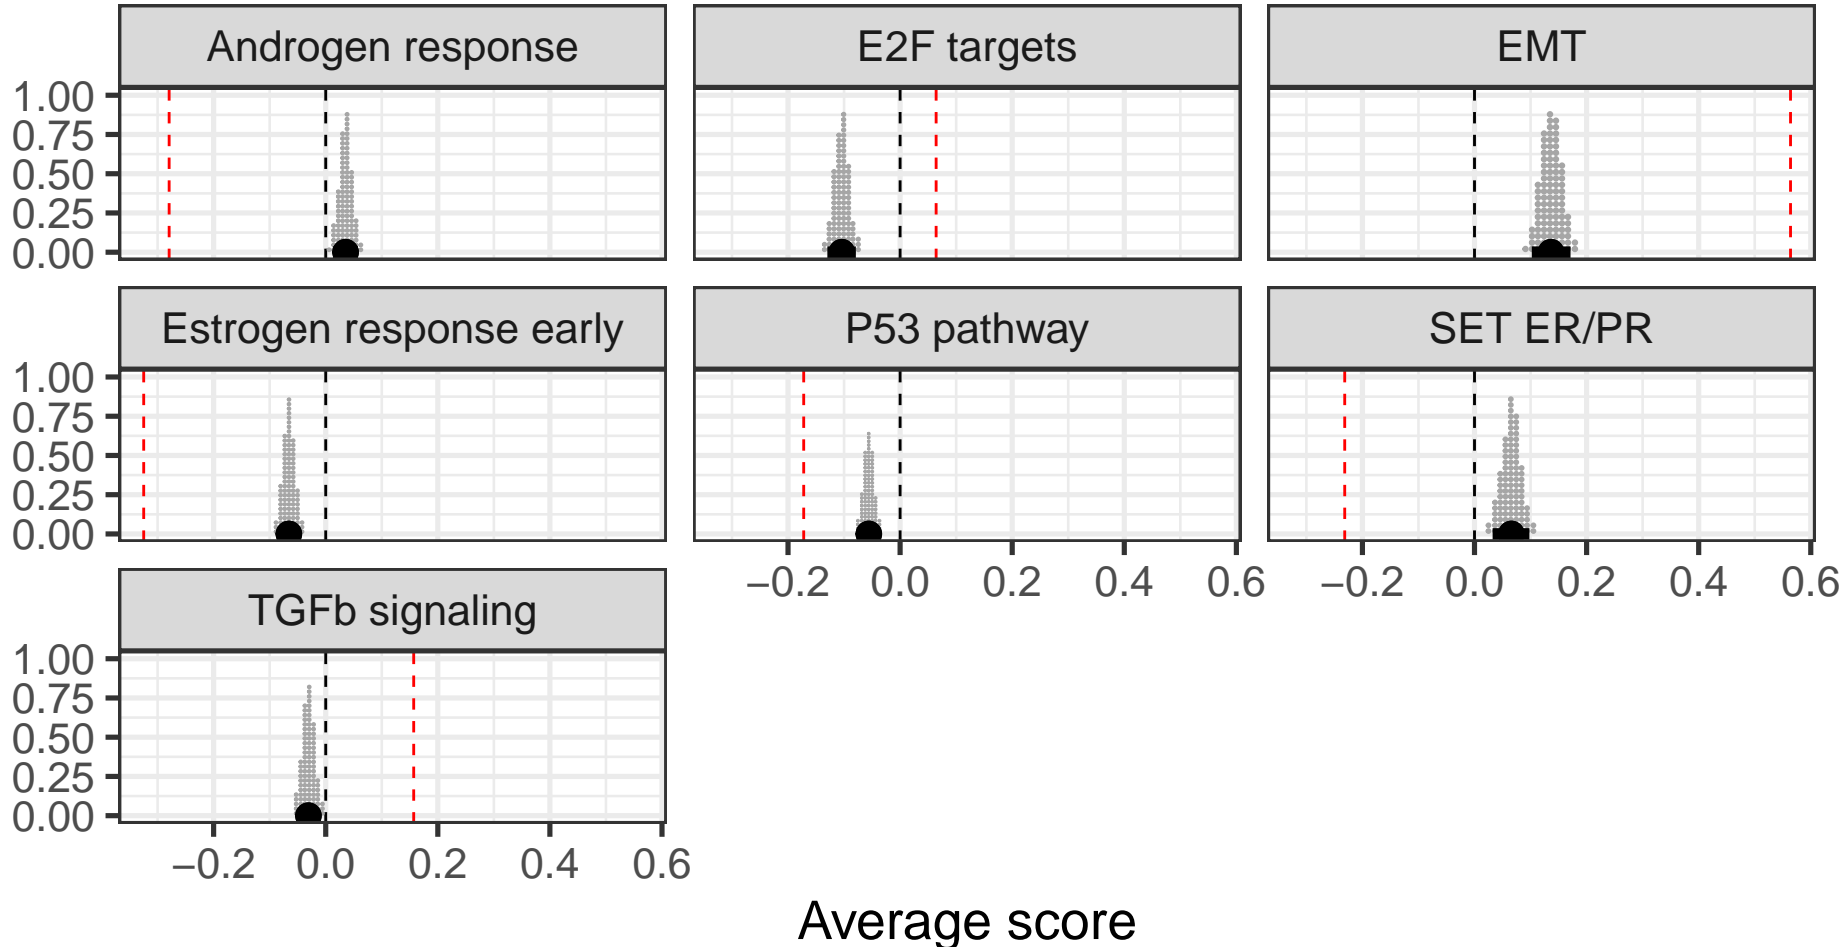 Androgen response
E2F targets
EMT
1.00
0.75
0.50
0.25
0.00
Estrogen response early
P53 pathway
SET ER/PR
1.00
0.75
0.50
0.25
0.00
−0.2 0.0 0.2 0.4 0.6
−0.2 0.0 0.2 0.4 0.6
TGFb signaling
1.00
0.75
0.50
0.25
0.00
−0.2 0.0 0.2 0.4 0.6
Average score